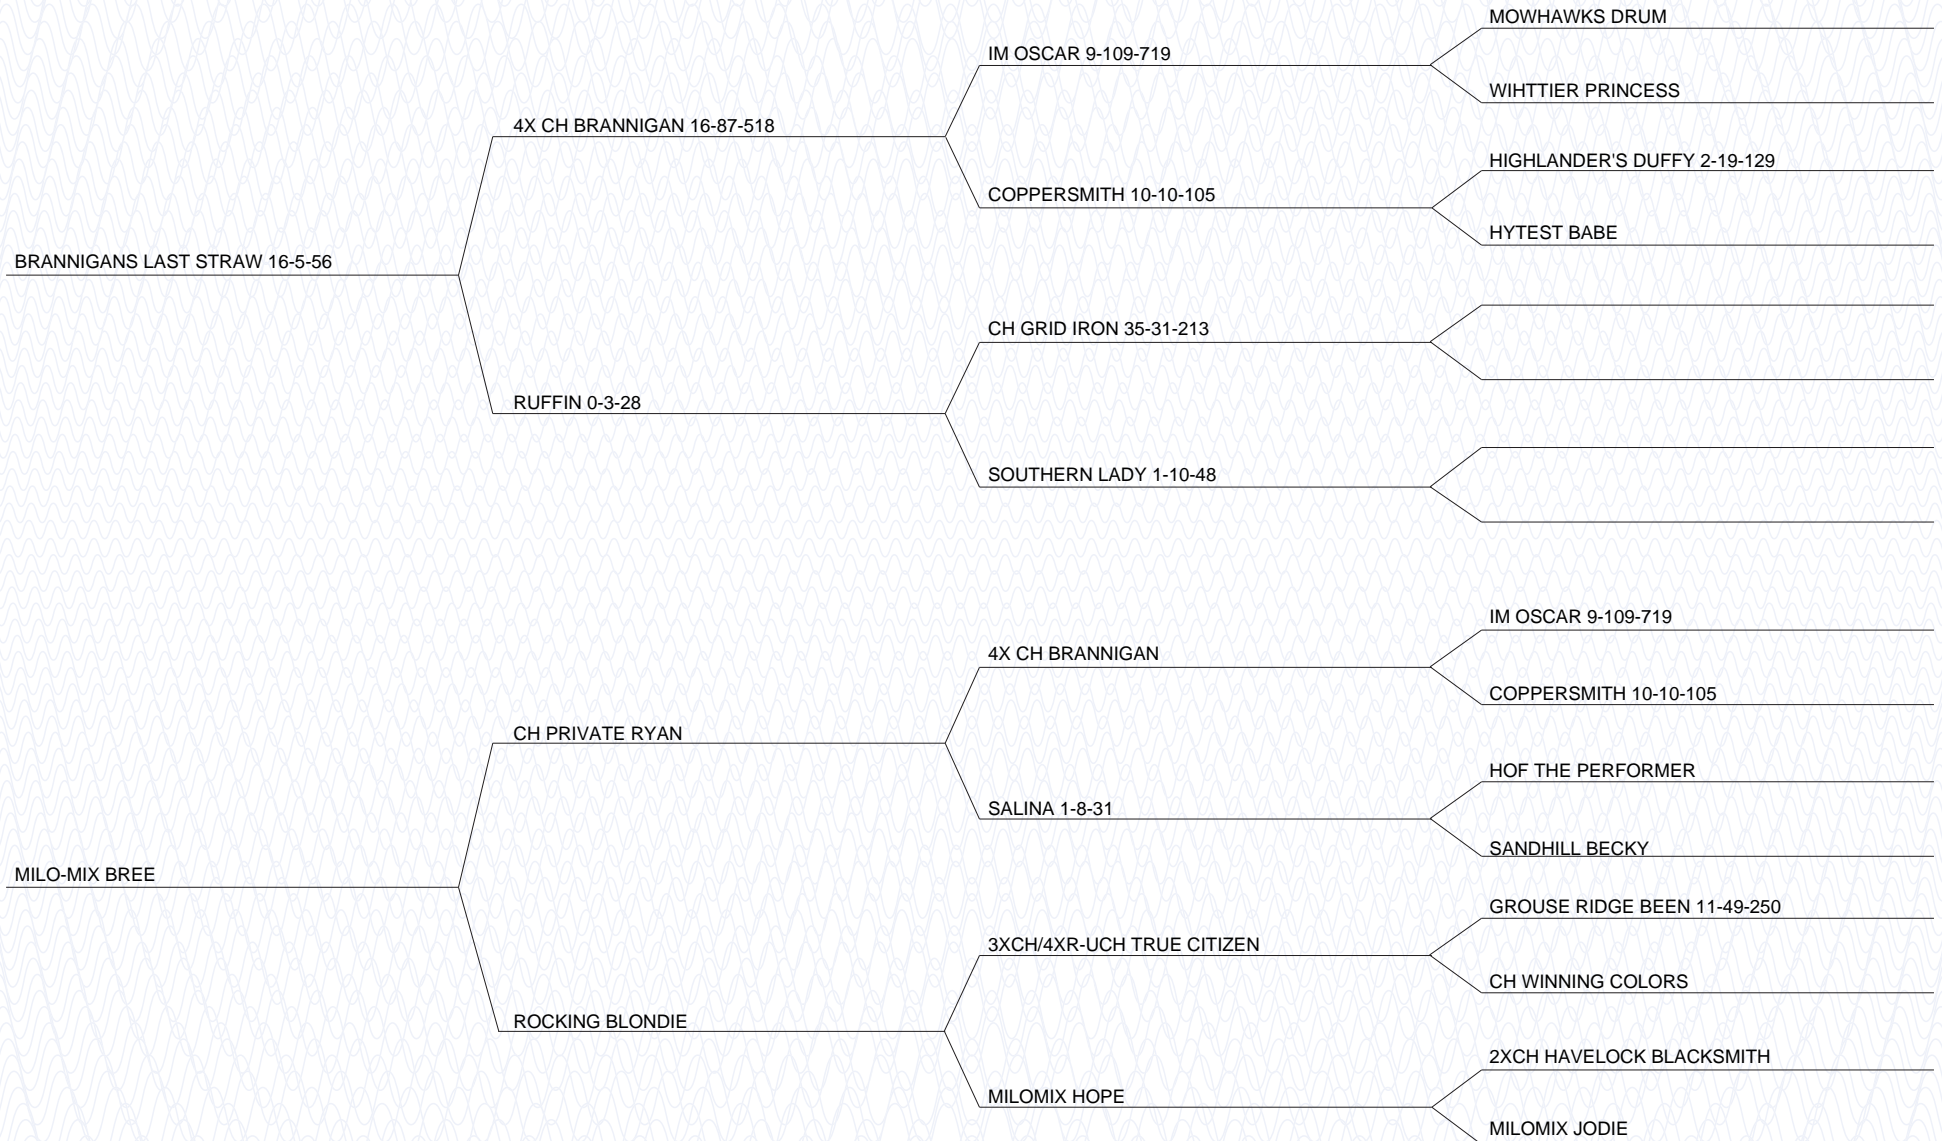 MOWHAWKS DRUM
IM OSCAR 9-109-719
WIHTTIER PRINCESS
4X CH BRANNIGAN 16-87-518
HIGHLANDER'S DUFFY 2-19-129
COPPERSMITH 10-10-105
HYTEST BABE
BRANNIGANS LAST STRAW 16-5-56
CH GRID IRON 35-31-213
RUFFIN 0-3-28
SOUTHERN LADY 1-10-48
IM OSCAR 9-109-719
4X CH BRANNIGAN
COPPERSMITH 10-10-105
CH PRIVATE RYAN
HOF THE PERFORMER
SALINA 1-8-31
SANDHILL BECKY
MILO-MIX BREE
GROUSE RIDGE BEEN 11-49-250
3XCH/4XR-UCH TRUE CITIZEN
CH WINNING COLORS
ROCKING BLONDIE
2XCH HAVELOCK BLACKSMITH
MILOMIX HOPE
MILOMIX JODIE